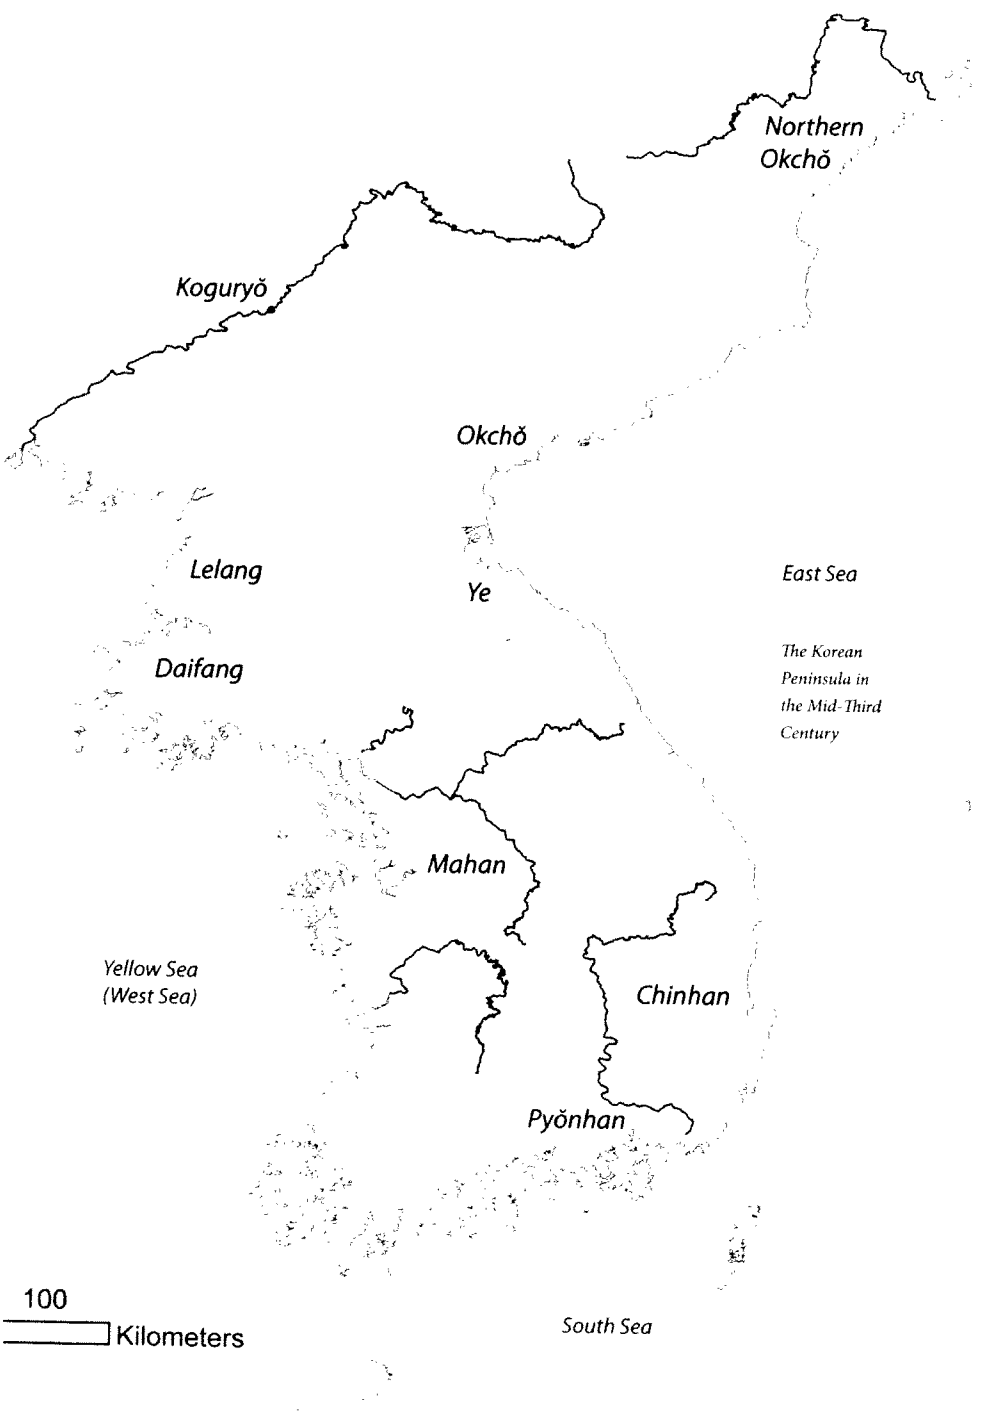 Northern
Okchŏ
Koguryŏ
Okchŏ
Lelang
East Sea
Ye
The Korean
Peninsula in
the Mid-Third
Century
Daifang
Mahan
Yellow Sea
(West Sea)
Chinhan
Pyŏnhan
100
Kilometers
South Sea